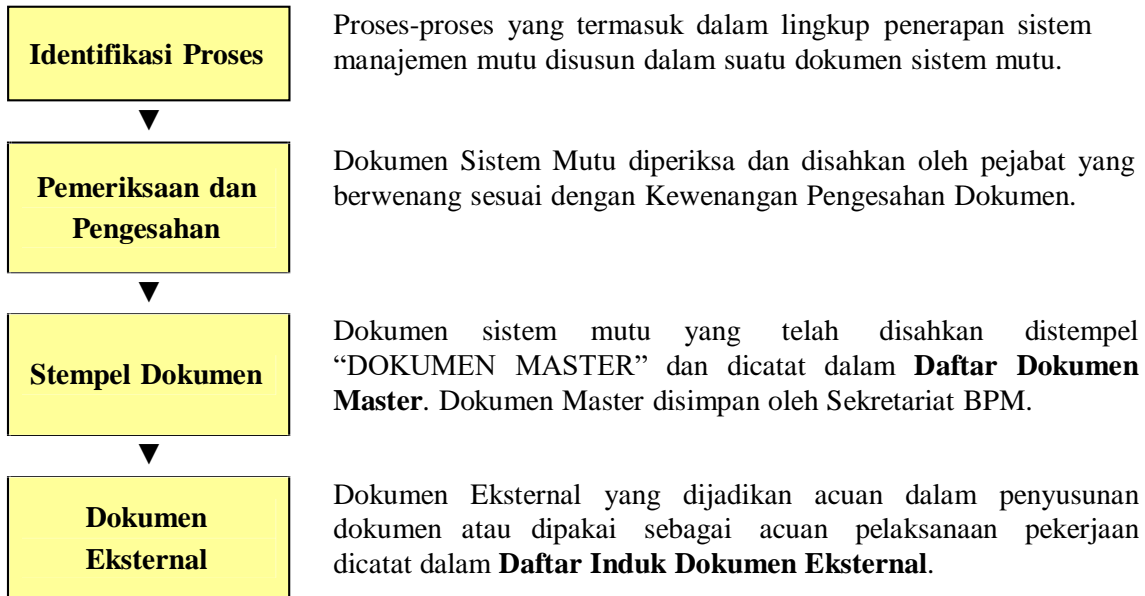 Identifikasi Proses
Proses-proses yang termasuk dalam lingkup penerapan sistem
manajemen mutu disusun dalam suatu dokumen sistem mutu.
Pemeriksaan dan
Pengesahan
Dokumen Sistem Mutu diperiksa dan disahkan oleh pejabat yang
berwenang sesuai dengan Kewenangan Pengesahan Dokumen.
Stempel Dokumen
Dokumen sistem mutu yang telah disahkan distempel
“DOKUMEN MASTER” dan dicatat dalam Daftar Dokumen
Master. Dokumen Master disimpan oleh Sekretariat BPM.
Dokumen
Eksternal
Dokumen Eksternal yang dijadikan acuan dalam penyusunan
dokumen atau dipakai sebagai acuan pelaksanaan pekerjaan
dicatat dalam Daftar Induk Dokumen Eksternal.